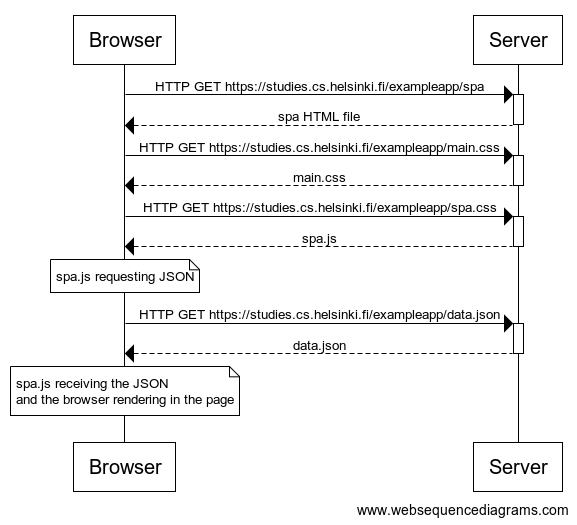 Browser
Server
HTTP GET https://studies.cs.helsinki.fi/exampleapp/spa
spa HTML file
HTTP GET https://studies.cs.helsinki.fi/exampleapp/main.css
main.css
HTTP GET https://studies.cs.helsinki.fi/exampleapp/spa.css
spa.js
spa.js requesting JSON
HTTP GET https://studies.cs.helsinki.fi/exampleapp/data.json
data.json
spa.js receiving the JSON
and the browser rendering in the page
Browser
Server
www.websequencediagrams.com